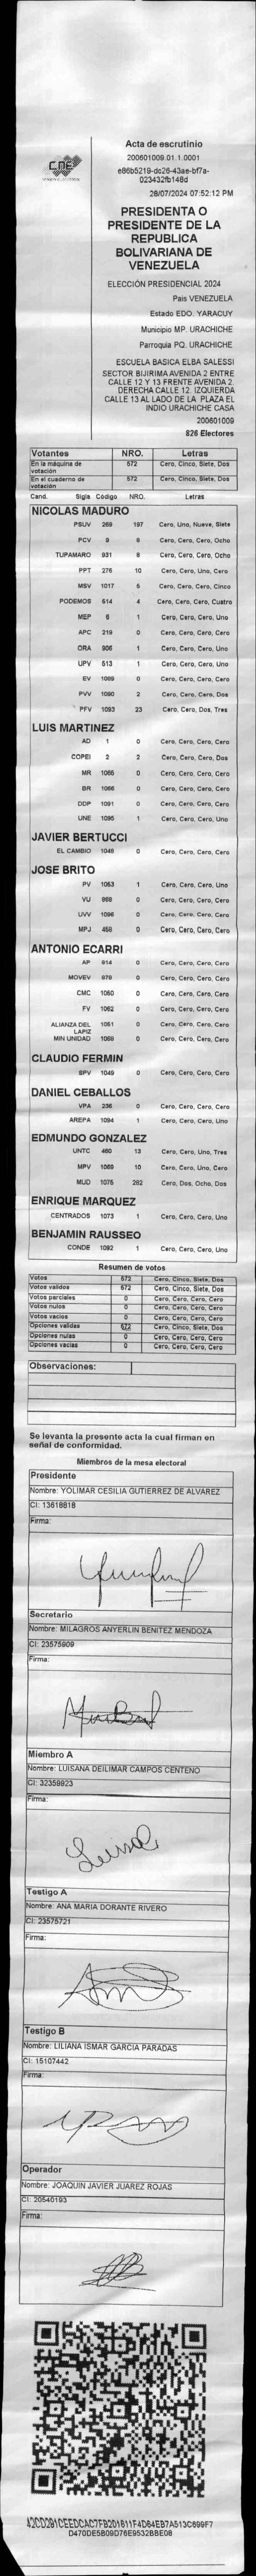 CNE
Acta de escrutinio
200601009.01.1.0001
e86b5219-dc26-43ae-bf7a-
023432fb148d
28/07/2024 07:52:12 PM
PRESIDENTA O
PRESIDENTE DE LA
REPUBLICA
BOLIVARIANA DE
VENEZUELA
ELECCIÓN PRESIDENCIAL 2024
Pais VENEZUELA
Estado EDO. YARACUY
Municipio MP. URACHICHE
Parroquia PQ. URACHICHE
ESCUELA BASICA ELBA SALESSI
SECTOR BIJIRIMA AVENIDA 2 ENTRE
CALLE 12 Y 13 FRENTE AVENIDA 2.
DERECHA CALLE 12. IZQUIERDA
CALLE 13 AL LADO DE LA PLAZA EL
INDIO URACHICHE CASA
200601009
826 Electores
Votantes NRO. Letras
En la máquina de votación 572 Cero, Cinco, Siete, Dos
En el cuaderno de votación 572 Cero, Cinco, Siete, Dos
Cand. Sigla Código NRO. Letras
NICOLAS MADURO
PSUV 269 197 Cero, Uno, Nueve, Siete
PCV 9 8 Cero, Cero, Cero, Ocho
TUPAMARO 931 8 Cero, Cero, Cero, Ocho
PPT 276 10 Cero, Cero, Uno, Cero
MSV 1017 5 Cero, Cero, Cero, Cinco
PODEMOS 514 4 Cero, Cero, Cero, Cuatro
MEP 6 1 Cero, Cero, Cero, Uno
APC 219 0 Cero, Cero, Cero, Cero
ORA 906 1 Cero, Cero, Cero, Uno
UPV 513 1 Cero, Cero, Cero, Uno
EV 1089 0 Cero, Cero, Cero, Cero
PVV 1090 2 Cero, Cero, Cero, Dos
PFV 1093 23 Cero, Cero, Dos, Tres
LUIS MARTINEZ
AD 1 0 Cero, Cero, Cero, Cero
COPEI 2 2 Cero, Cero, Cero, Dos
MR 1066 0 Cero, Cero, Cero, Cero
BR 1086 0 Cero, Cero, Cero, Cero
DDP 1091 0 Cero, Cero, Cero, Cero
UNE 1095 1 Cero, Cero, Cero, Uno
JAVIER BERTUCCI
EL CAMBIO 1048 0 Cero, Cero, Cero, Cero
JOSE BRITO
PV 1053 1 Cero, Cero, Cero, Uno
VU 968 0 Cero, Cero, Cero, Cero
UVV 1096 0 Cero, Cero, Cero, Cero
MPJ 458 0 Cero, Cero, Cero, Cero
ANTONIO ECARRI
AP 914 0 Cero, Cero, Cero, Cero
MOVEV 978 0 Cero, Cero, Cero, Cero
CMC 1050 0 Cero, Cero, Cero, Cero
FV 1062 0 Cero, Cero, Cero, Cero
ALIANZA DEL LAPIZ 1051 0 Cero, Cero, Cero, Cero
MIN UNIDAD 1088 0 Cero, Cero, Cero, Cero
CLAUDIO FERMIN
SPV 1049 0 Cero, Cero, Cero, Cero
DANIEL CEBALLOS
VPA 236 0 Cero, Cero, Cero, Cero
AREPA 1094 1 Cero, Cero, Cero, Uno
EDMUNDO GONZALEZ
UNTC 460 13 Cero, Cero, Uno, Tres
MPV 1069 10 Cero, Cero, Uno, Cero
MUD 1075 282 Cero, Dos, Ocho, Dos
ENRIQUE MARQUEZ
CENTRADOS 1073 1 Cero, Cero, Cero, Uno
BENJAMIN RAUSSEO
CONDE 1092 1 Cero, Cero, Cero, Uno
Resumen de votos
Votos 572 Cero, Cinco, Siete, Dos
Votos validos 572 Cero, Cinco, Siete, Dos
Votos parciales 0 Cero, Cero, Cero, Cero
Votos nulos 0 Cero, Cero, Cero, Cero
Votos vacios 0 Cero, Cero, Cero, Cero
Opciones validas 572 Cero, Cinco, Siete, Dos
Opciones nulas 0 Cero, Cero, Cero, Cero
Opciones vacias 0 Cero, Cero, Cero, Cero
Observaciones:
Se levanta la presente acta la cual firman en
señal de conformidad.
Miembros de la mesa electoral
Presidente
Nombre: YOLIMAR CESILIA GUTIERREZ DE ALVAREZ
CI: 13618818
Firma:
Secretario
Nombre: MILAGROS ANYERLIN BENITEZ MENDOZA
CI: 23575909
Firma:
Miembro A
Nombre: LUISANA DEILIMAR CAMPOS CENTENO
CI: 32359923
Firma:
Testigo A
Nombre: ANA MARIA DORANTE RIVERO
CI: 23575721
Firma:
Testigo B
Nombre: LILIANA ISMAR GARCIA PARADAS
CI: 15107442
Firma:
Operador
Nombre: JOAQUIN JAVIER JUAREZ ROJAS
CI: 20540193
Firma:
D470DE5B09D76E9532BBE08